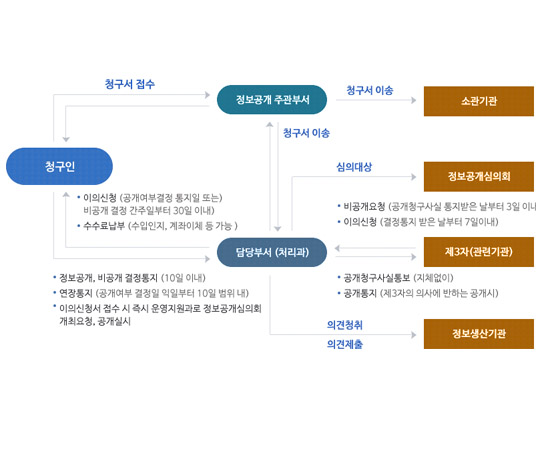 청구서 접수
정보공개 주관부서
청구서 이송
소관기관
청구서 이송
청구인
심의대상
정보공개심의회
• 이의신청 (공개여부결정 통지일 또는)
비공개 결정 간주일부터 30일 이내)
• 수수료납부 (수입인지, 계좌이체 등 가능 )
• 비공개요청 (공개청구사실 통지받은 날부터 3일 이내
• 이의신청 (결정통지 받은 날부터 7일이내)
담당부서 (처리과)
제3자(관련기관)
• 정보공개, 비공개 결정통지 (10일 이내)
• 연장통지 (공개여부 결정일 익일부터 10일 범위 내)
• 이의신청서 접수 시 즉시 운영지원과로 정보공개심의회
개최요청, 공개실시
• 공개청구사실통보 (지체없이)
• 공개통지 (제3자의 의사에 반하는 공개시)
의견청취
의견제출
정보생산기관